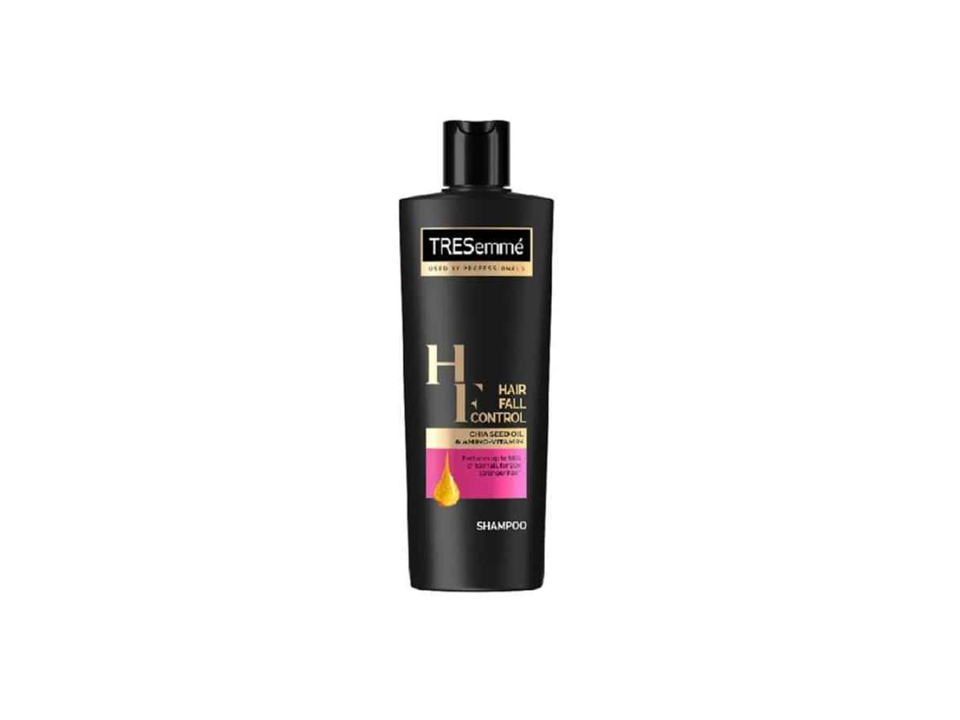 TRESemmé
USED BY PROFESSIONALS
HF
HAIR
FALL
CONTROL
CHIA SEED OIL
& AMINO-VITAMIN
SHAMPOO